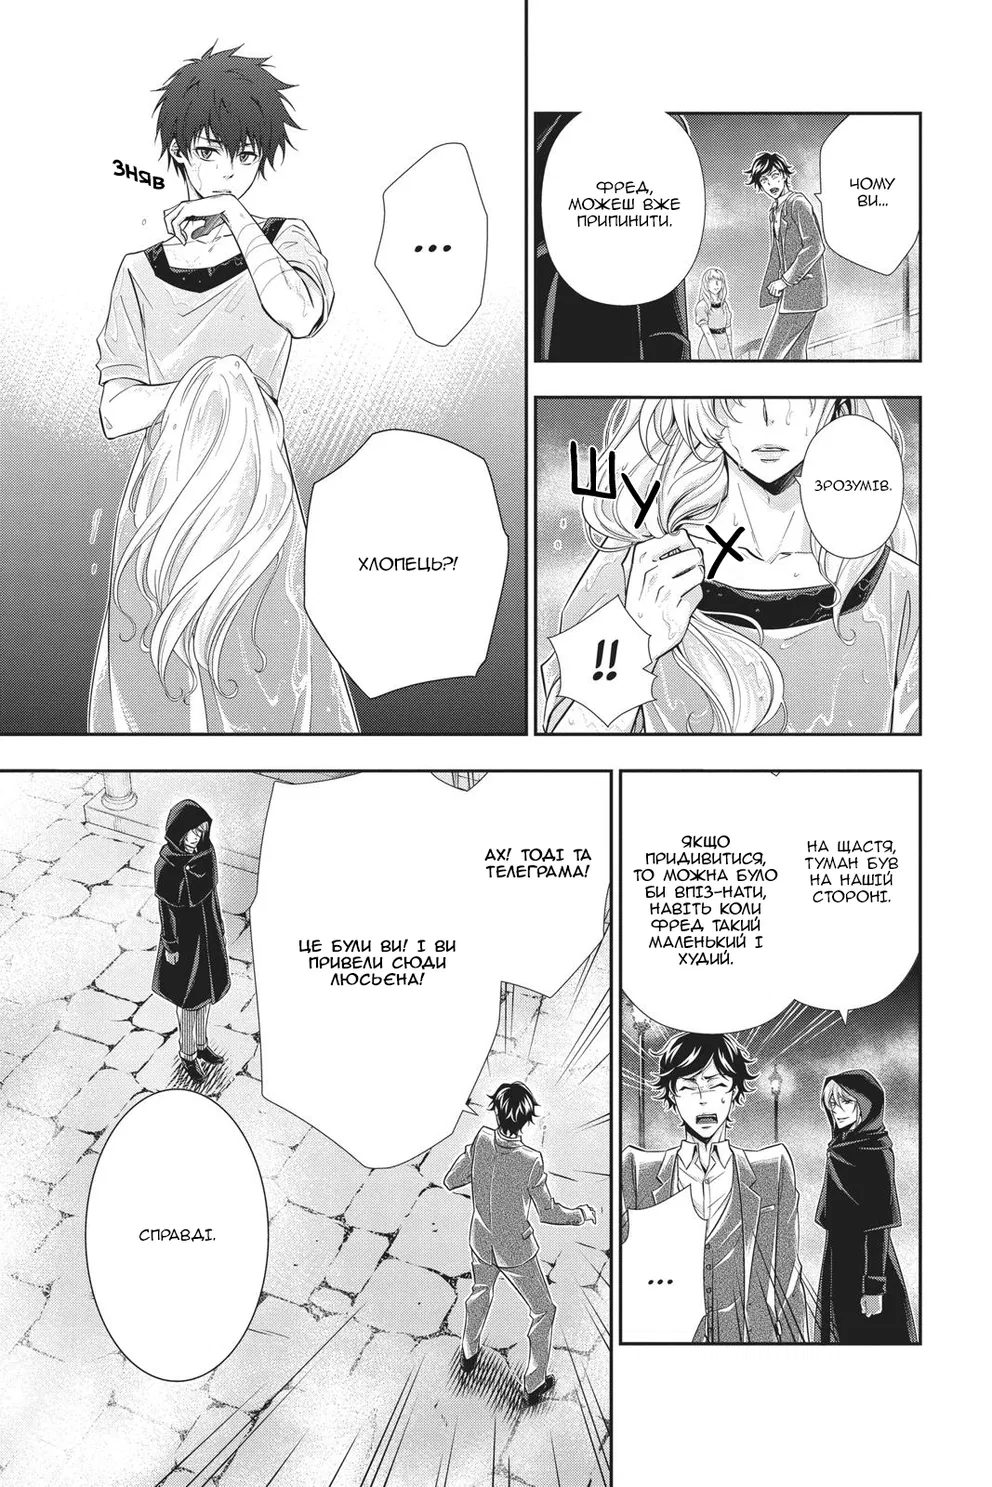 ЧОМУ
ВИ...
ФРЕД,
МОЖЕШ ВЖЕ
ПРИПИНИТИ.
ЗРОЗУМІВ.
ШУХ
!!
ЗНЯВ
...
ХЛОПЕЦЬ?!
НА ЩАСТЯ,
ТУМАН БУВ
НА НАШІЙ
СТОРОНІ.
ЯКЩО
ПРИДИВИТИСЯ,
ТО МОЖНА БУЛО
БИ ВПІЗ-НАТИ,
НАВІТЬ КОЛИ
ФРЕД ТАКИЙ
МАЛЕНЬКИЙ І
ХУДИЙ.
...
АХ! ТОДІ ТА
ТЕЛЕГРАМА!
ЦЕ БУЛИ ВИ! І ВИ
ПРИВЕЛИ СЮДИ
ЛЮСЬЄНА!
СПРАВДІ.